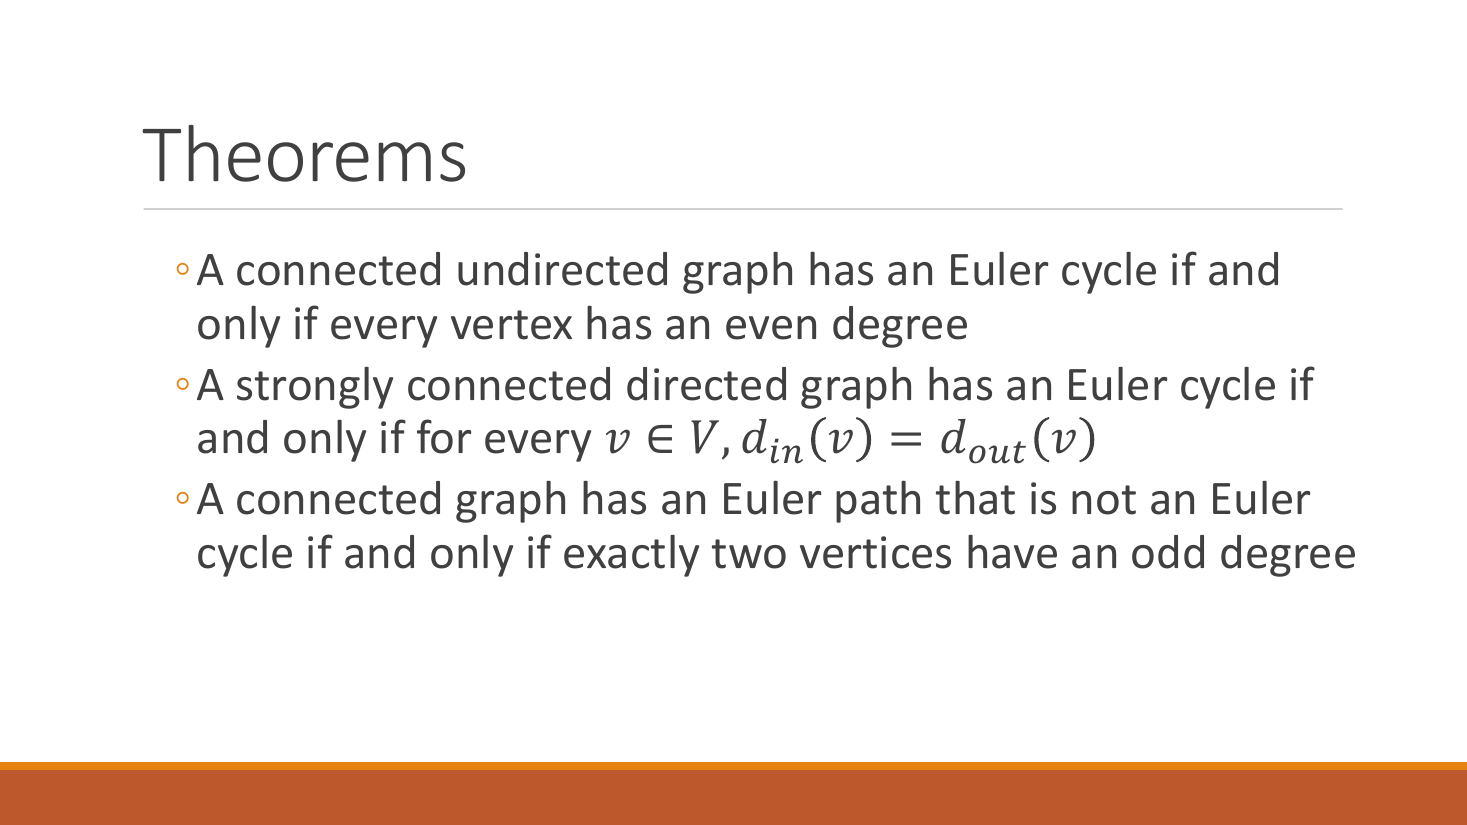 Theorems
◦ A connected undirected graph has an Euler cycle if and
only if every vertex has an even degree
◦ A strongly connected directed graph has an Euler cycle if
and only if for every 𝑣 ∈ 𝑉, 𝑑𝑖𝑛(𝑣) = 𝑑𝑜𝑢𝑡(𝑣)
◦ A connected graph has an Euler path that is not an Euler
cycle if and only if exactly two vertices have an odd degree